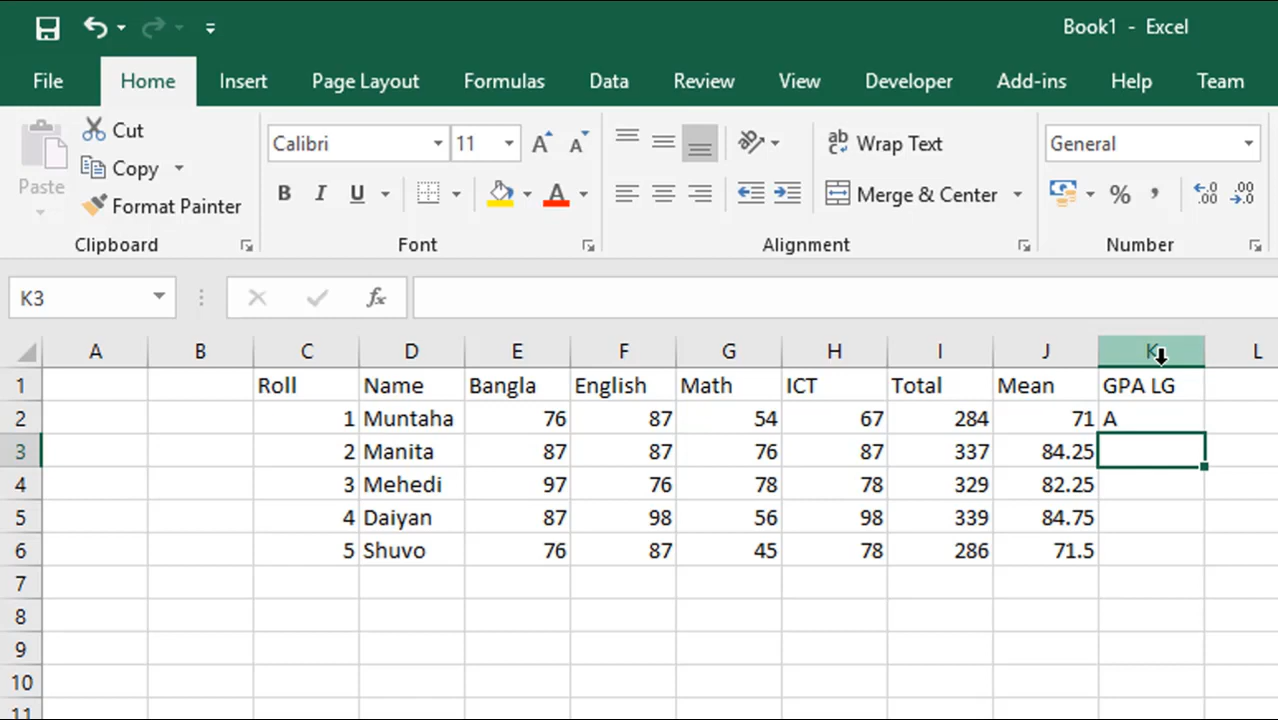 Book1 - Excel
File Home Insert Page Layout Formulas Data Review View Developer Add-ins Help Team
Paste Cut Copy Format Painter
Clipboard
Calibri 11
B I U A
Font
Wrap Text
Merge & Center
Alignment
General
% , .00
Number
K3 fx
A B C D E F G H I J K L
1 Roll Name Bangla English Math ICT Total Mean GPA LG
2 1 Muntaha 76 87 54 67 284 71 A
3 2 Manita 87 87 76 87 337 84.25
4 3 Mehedi 97 76 78 78 329 82.25
5 4 Daiyan 87 98 56 98 339 84.75
6 5 Shuvo 76 87 45 78 286 71.5
7
8
9
10
11